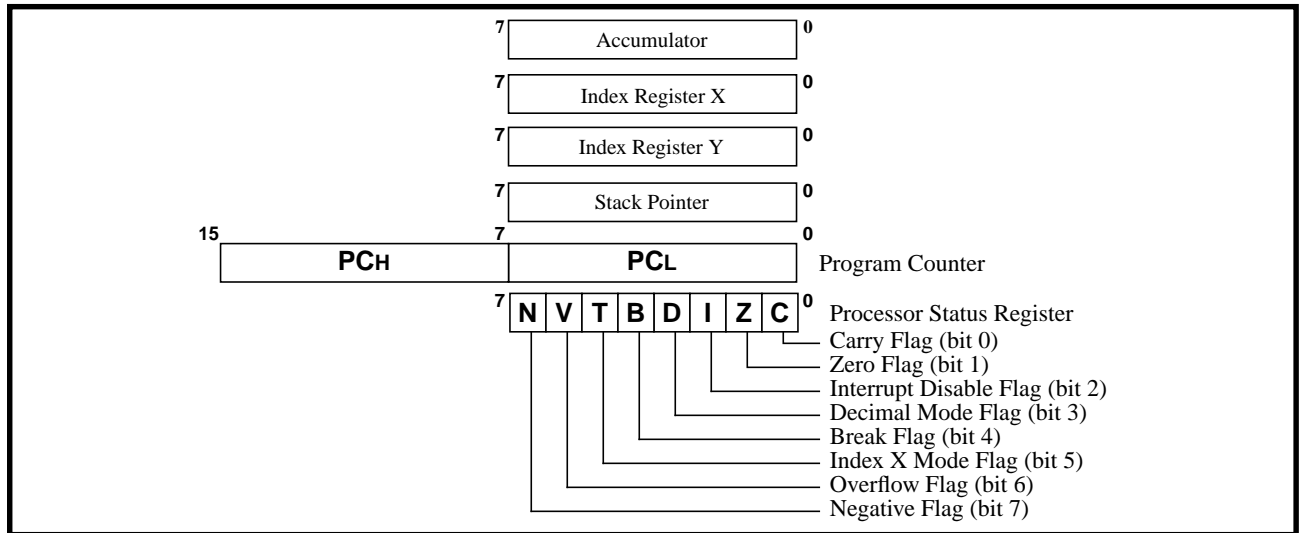 7 Accumulator 0
7 Index Register X 0
7 Index Register Y 0
7 Stack Pointer 0
15 7 0
PCH PCL Program Counter
7 N V T B D I Z C 0 Processor Status Register
Carry Flag (bit 0)
Zero Flag (bit 1)
Interrupt Disable Flag (bit 2)
Decimal Mode Flag (bit 3)
Break Flag (bit 4)
Index X Mode Flag (bit 5)
Overflow Flag (bit 6)
Negative Flag (bit 7)